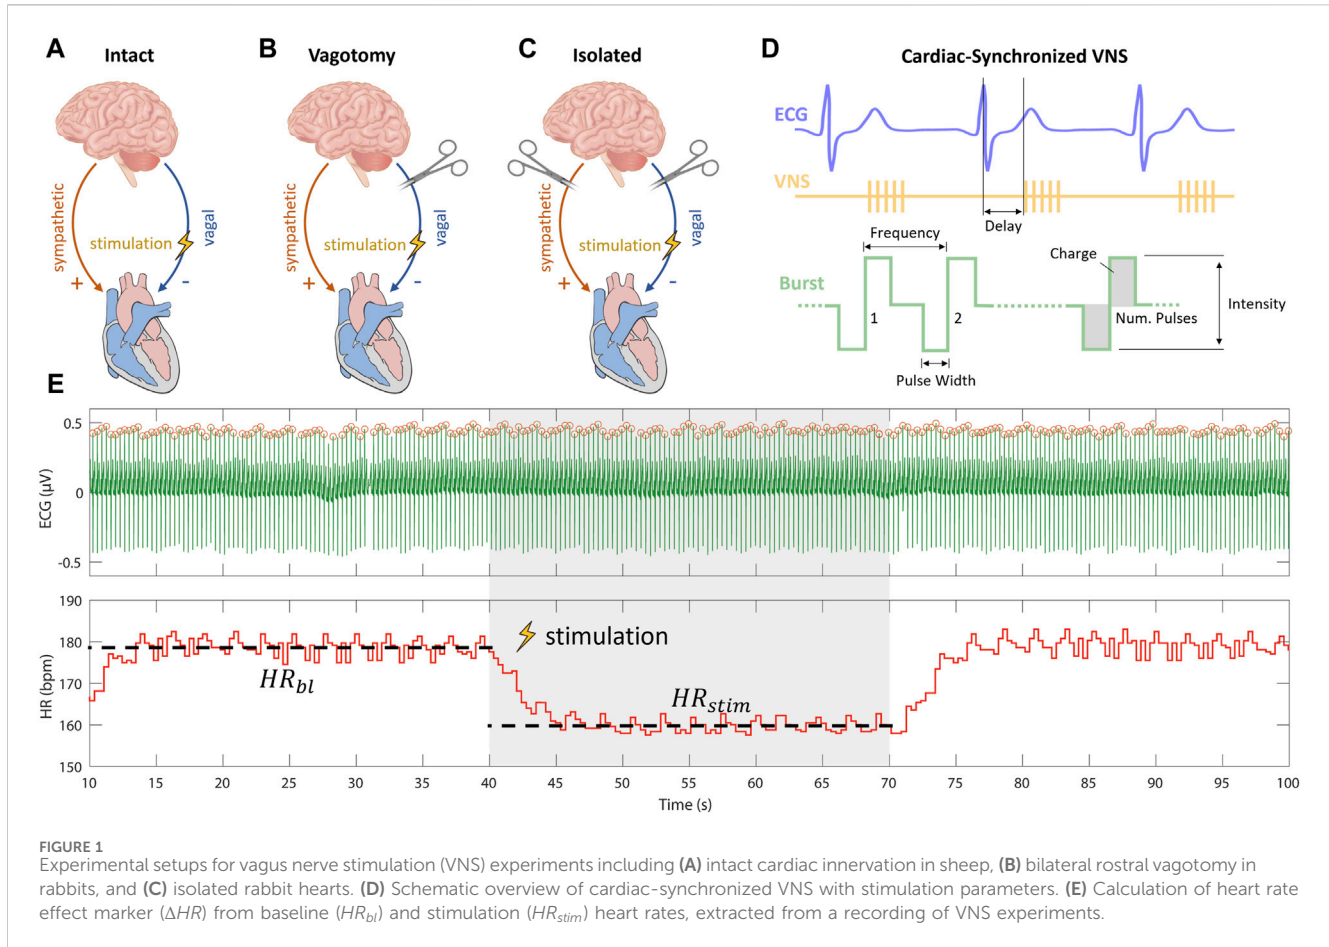 A Intact
B Vagotomy
C Isolated
D Cardiac-Synchronized VNS
sympathetic
stimulation
vagal
+
-
sympathetic
stimulation
vagal
+
-
sympathetic
stimulation
vagal
+
-
ECG
VNS
Delay
Frequency
Charge
Burst
1
2
Num. Pulses
Intensity
Pulse Width
E
ECG (µV)
0.5
0
-0.5
HR (bpm)
190
180
170
160
150
HR_bl
stimulation
HR_stim
10 15 20 25 30 35 40 45 50 55 60 65 70 75 80 85 90 95 100
Time (s)
FIGURE 1
Experimental setups for vagus nerve stimulation (VNS) experiments including (A) intact cardiac innervation in sheep, (B) bilateral rostral vagotomy in
rabbits, and (C) isolated rabbit hearts. (D) Schematic overview of cardiac-synchronized VNS with stimulation parameters. (E) Calculation of heart rate
effect marker (ΔHR) from baseline (HR_bl) and stimulation (HR_stim) heart rates, extracted from a recording of VNS experiments.